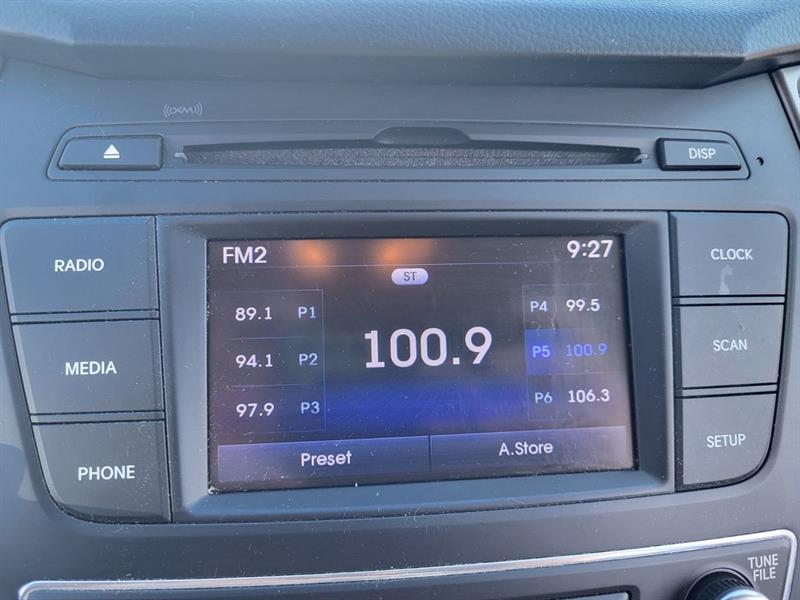 ((XM))
DISP
RADIO
MEDIA
PHONE
FM2
9:27
ST
89.1 P1
94.1 P2
97.9 P3
100.9
P4 99.5
P5 100.9
P6 106.3
Preset
A.Store
CLOCK
SCAN
SETUP
TUNE
FILE